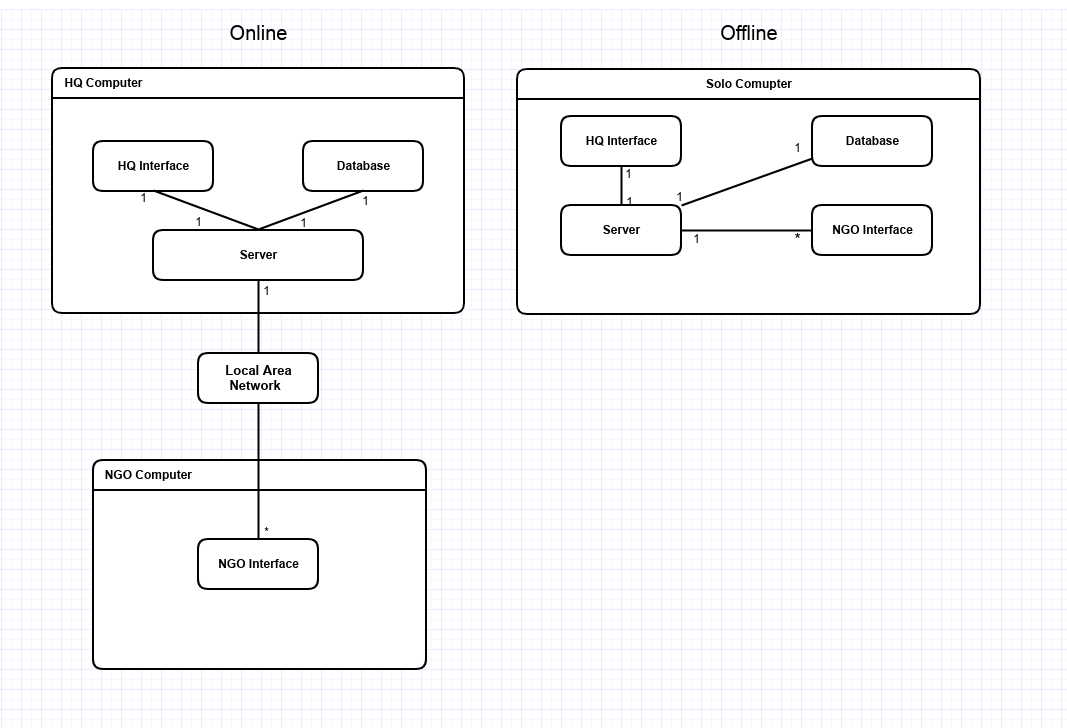 Online
HQ Computer
HQ Interface
Database
1
1
1
1
Server
1
Local Area
Network
NGO Computer
*
NGO Interface
Offline
Solo Comupter
HQ Interface
Database
1
1
1
1
Server
NGO Interface
1
*